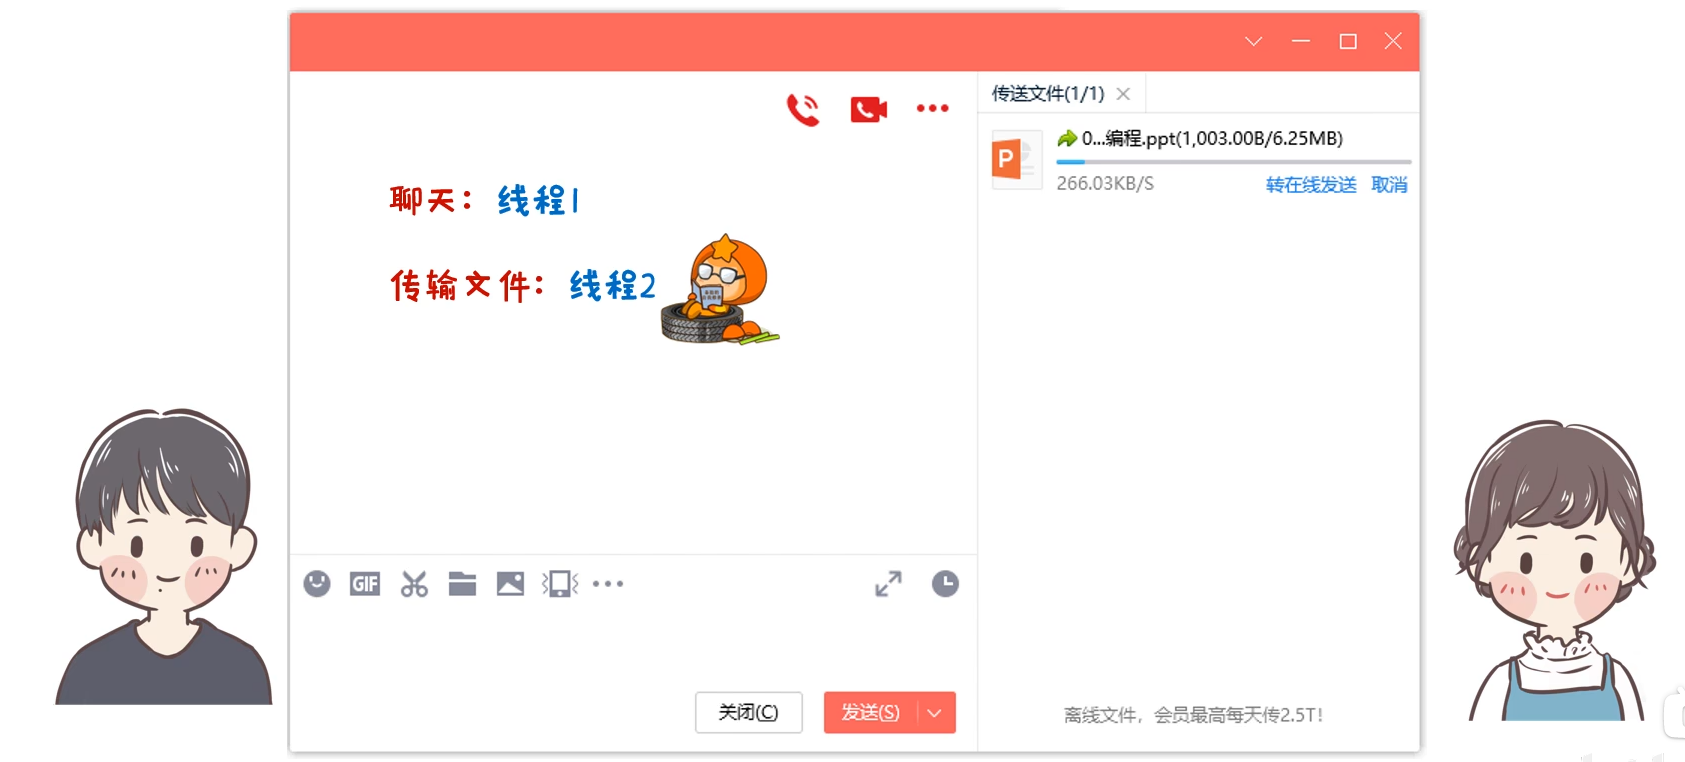 传送文件(1/1)
0...编程.ppt(1,003.00B/6.25MB)
266.03KB/S
转在线发送 取消
聊天：线程1
传输文件：线程2
GIF
关闭(C)
发送(S)
离线文件，会员最高每天传2.5T!